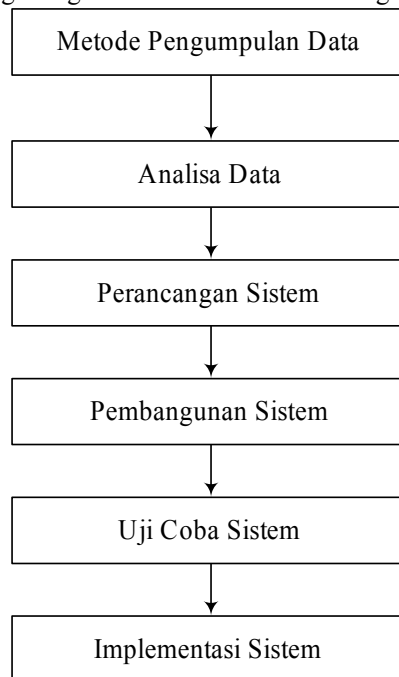 Metode Pengumpulan Data
Analisa Data
Perancangan Sistem
Pembangunan Sistem
Uji Coba Sistem
Implementasi Sistem